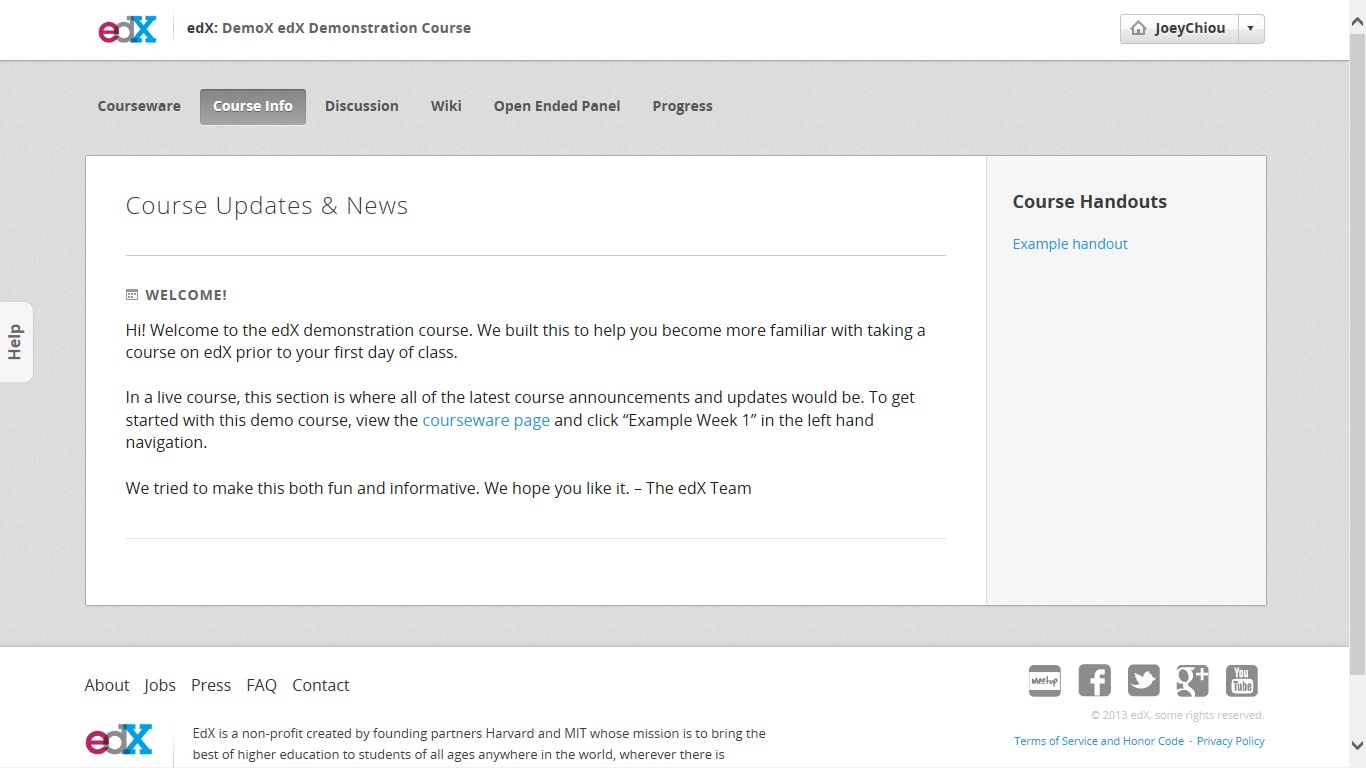 edX
edX: DemoX edX Demonstration Course
JoeyChiou
Courseware
Course Info
Discussion
Wiki
Open Ended Panel
Progress
Course Updates & News
WELCOME!
Hi! Welcome to the edX demonstration course. We built this to help you become more familiar with taking a
course on edX prior to your first day of class.
In a live course, this section is where all of the latest course announcements and updates would be. To get
started with this demo course, view the courseware page and click “Example Week 1” in the left hand
navigation.
We tried to make this both fun and informative. We hope you like it. – The edX Team
Course Handouts
Example handout
Help
About
Jobs
Press
FAQ
Contact
edX
EdX is a non-profit created by founding partners Harvard and MIT whose mission is to bring the
best of higher education to students of all ages anywhere in the world, wherever there is
Meetup
f
g+
You
Tube
© 2013 edX, some rights reserved.
Terms of Service and Honor Code - Privacy Policy